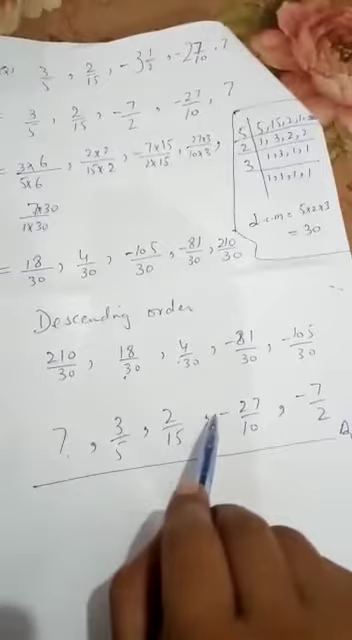 3/5 , 2/15 , -3 1/2 , -27/10 , 7
= 3/5 , 2/15 , -7/2 , -27/10 , 7
= 3x6/5x6 , 2x2/15x2 , -7x15/2x15 , -27x3/10x3 ,
7x30/1x30
5 | 5, 15, 2, 10
2 | 1, 3, 2, 2
3 | 1, 3, 1, 1
1, 1, 1, 1
L.c.m = 5x2x3
= 30
= 18/30 , 4/30 , -105/30 , -81/30 , 210/30
Descending order
210/30 , 18/30 , 4/30 , -81/30 , -105/30
7 , 3/5 , 2/15 , -27/10 , -7/2